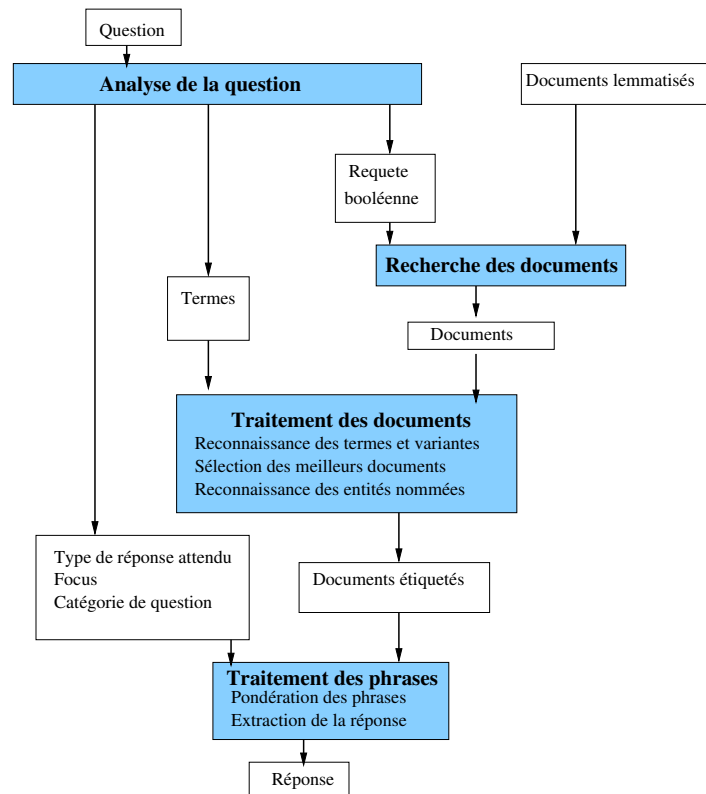 Question
Analyse de la question
Documents lemmatisés
Requete
booléenne
Recherche des documents
Termes
Documents
Traitement des documents
Reconnaissance des termes et variantes
Sélection des meilleurs documents
Reconnaissance des entités nommées
Type de réponse attendu
Focus
Catégorie de question
Documents étiquetés
Traitement des phrases
Pondération des phrases
Extraction de la réponse
Réponse